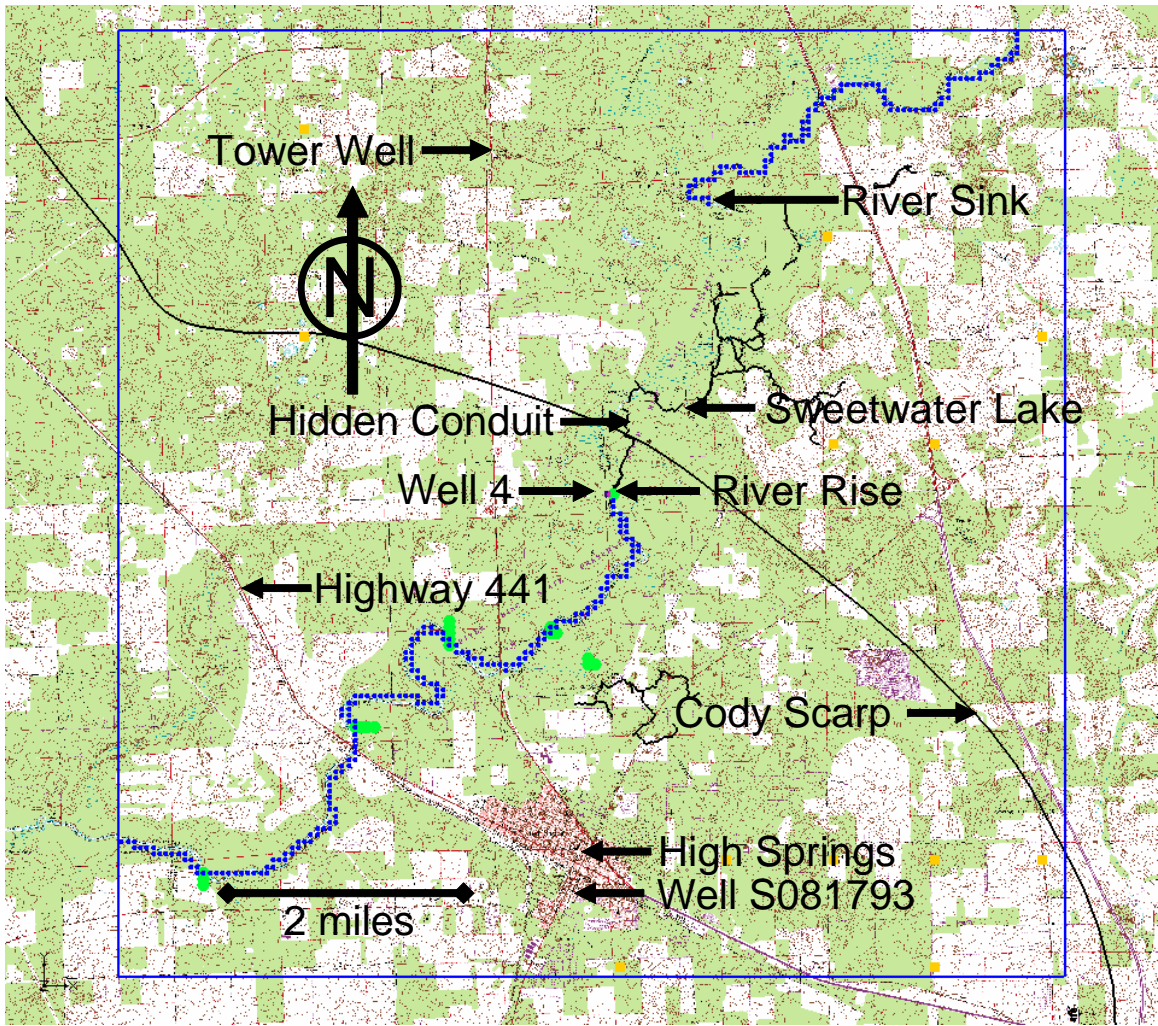 Tower Well
River Sink
N
Hidden Conduit
Sweetwater Lake
Well 4
River Rise
Highway 441
Cody Scarp
High Springs
Well S081793
2 miles